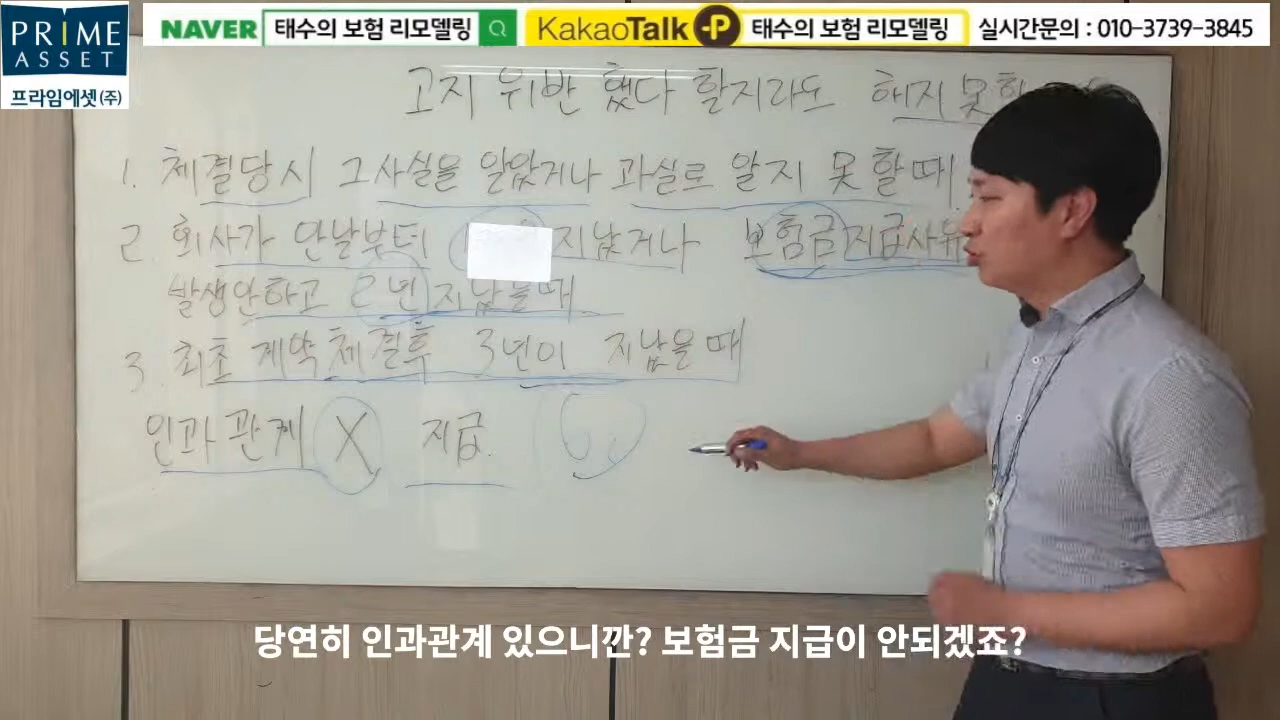 PRIME
ASSET
프라임에셋(주)
NAVER 태수의 보험 리모델링 KakaoTalk P 태수의 보험 리모델링 실시간문의 : 010-3739-3845
고지 위반 했다 할지라도 해지 못
1. 체결당시 그 사실을 알았거나 과실로 알지 못 할때
2 회사가 안날부터 지났거나 보험금 지급사유
발생안하고 2년 지났을때
3. 최초 계약 체결후 3년이 지났을 때
인과관계 X 지급.
당연히 인과관계 있으니깐? 보험금 지급이 안되겠죠?